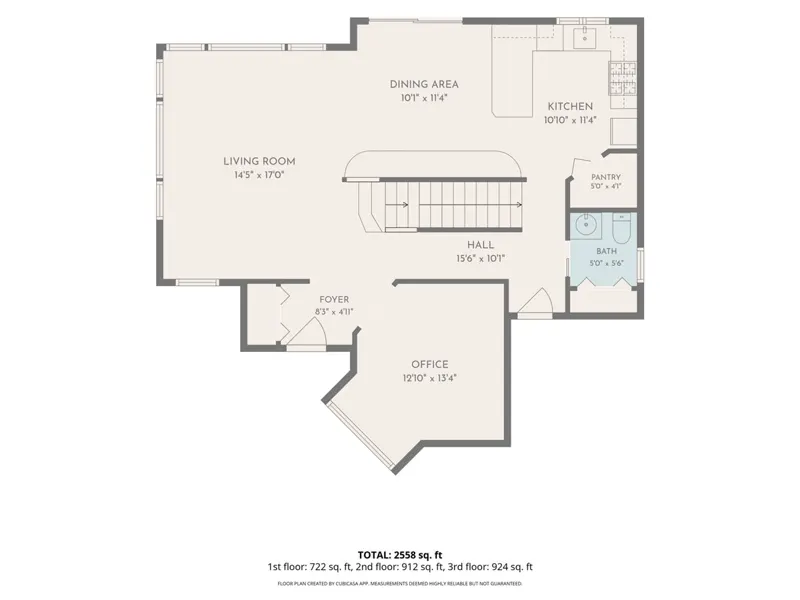 DINING AREA
10'1" x 11'4"
KITCHEN
10'10" x 11'4"
LIVING ROOM
14'5" x 17'0"
PANTRY
5'0" x 4'1"
HALL
15'6" x 10'1"
BATH
5'0" x 5'6"
FOYER
8'3" x 4'11"
OFFICE
12'10" x 13'4"
TOTAL: 2558 sq. ft
1st floor: 722 sq. ft, 2nd floor: 912 sq. ft, 3rd floor: 924 sq. ft
FLOOR PLAN CREATED BY CUBICASA APP. MEASUREMENTS DEEMED HIGHLY RELIABLE BUT NOT GUARANTEED.